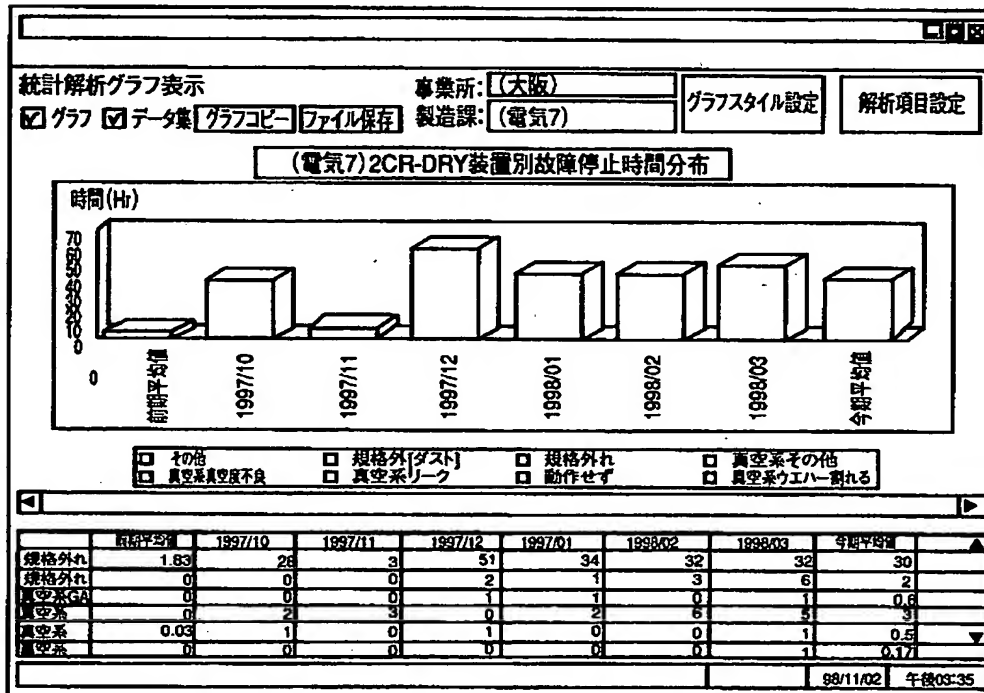 統計解析グラフ表示
事業所: (大阪)
グラフスタイル設定
解析項目設定
グラフ データ集 グラフコピー ファイル保存 製造課: (電気7)
(電気7)2CR-DRY装置別故障停止時間分布
時間(Hr)
70
60
50
40
30
20
10
0
0
前期平均値 1997/10 1997/11 1997/12 1998/01 1998/02 1998/03 今期平均値
その他 規格外[ダスト] 規格外れ 真空系その他
真空系真空度不良 真空系リーク 動作せず 真空系ウエハー割れる
前期平均値 1997/10 1997/11 1997/12 1997/01 1998/02 1998/03 今期平均値
規格外れ 1.83 28 3 51 34 32 32 30
規格外れ 0 0 0 2 1 3 6 2
真空系GA 0 0 0 1 1 0 1 0.6
真空系 0 2 3 0 2 6 5 3
真空系 0.03 1 0 1 0 0 1 0.5
真空系 0 0 0 0 0 0 1 0.17
98/11/02 午後03:35